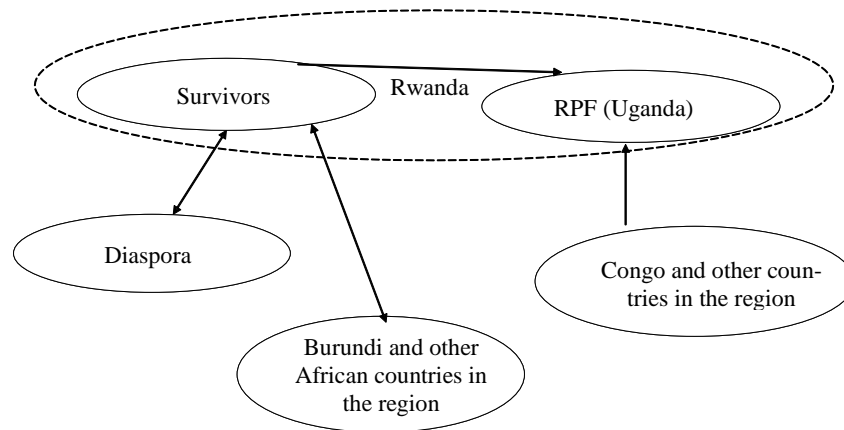 Survivors
Rwanda
RPF (Uganda)
Diaspora
Congo and other coun-
tries in the region
Burundi and other
African countries in
the region